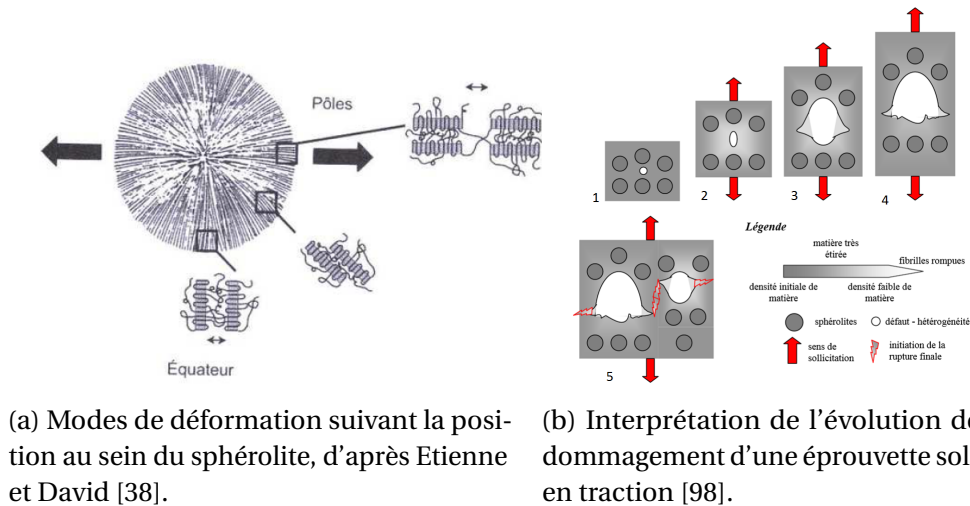 Pôles
Équateur
1
2
3
4
5
Légende
matière très
étirée
fibrilles rompues
densité initiale de
matière
densité faible de
matière
sphérolites
défaut - hétérogénéité
sens de
sollicitation
initiation de la
rupture finale
(a) Modes de déformation suivant la posi-
tion au sein du sphérolite, d'après Etienne
et David [38].
(b) Interprétation de l'évolution de
dommagement d'une éprouvette sol
en traction [98].